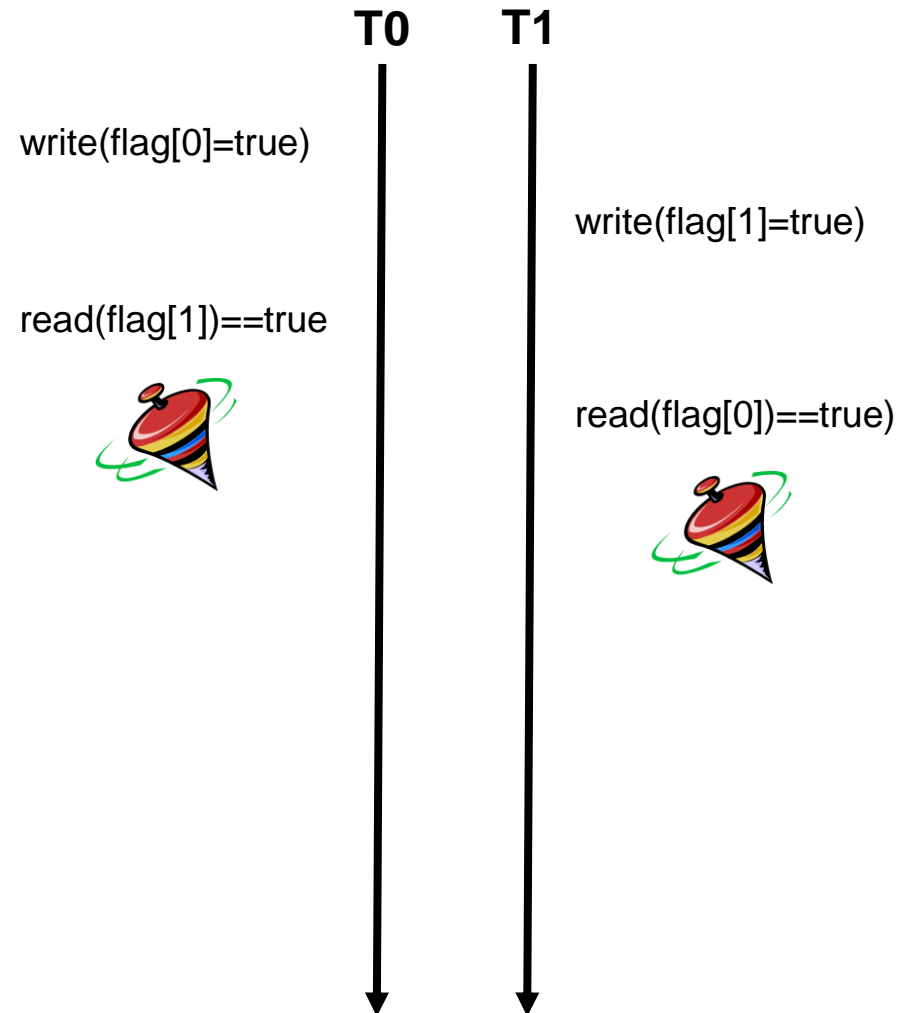 T0 T1
write(flag[0]=true)
write(flag[1]=true)
read(flag[1])==true
read(flag[0])==true)